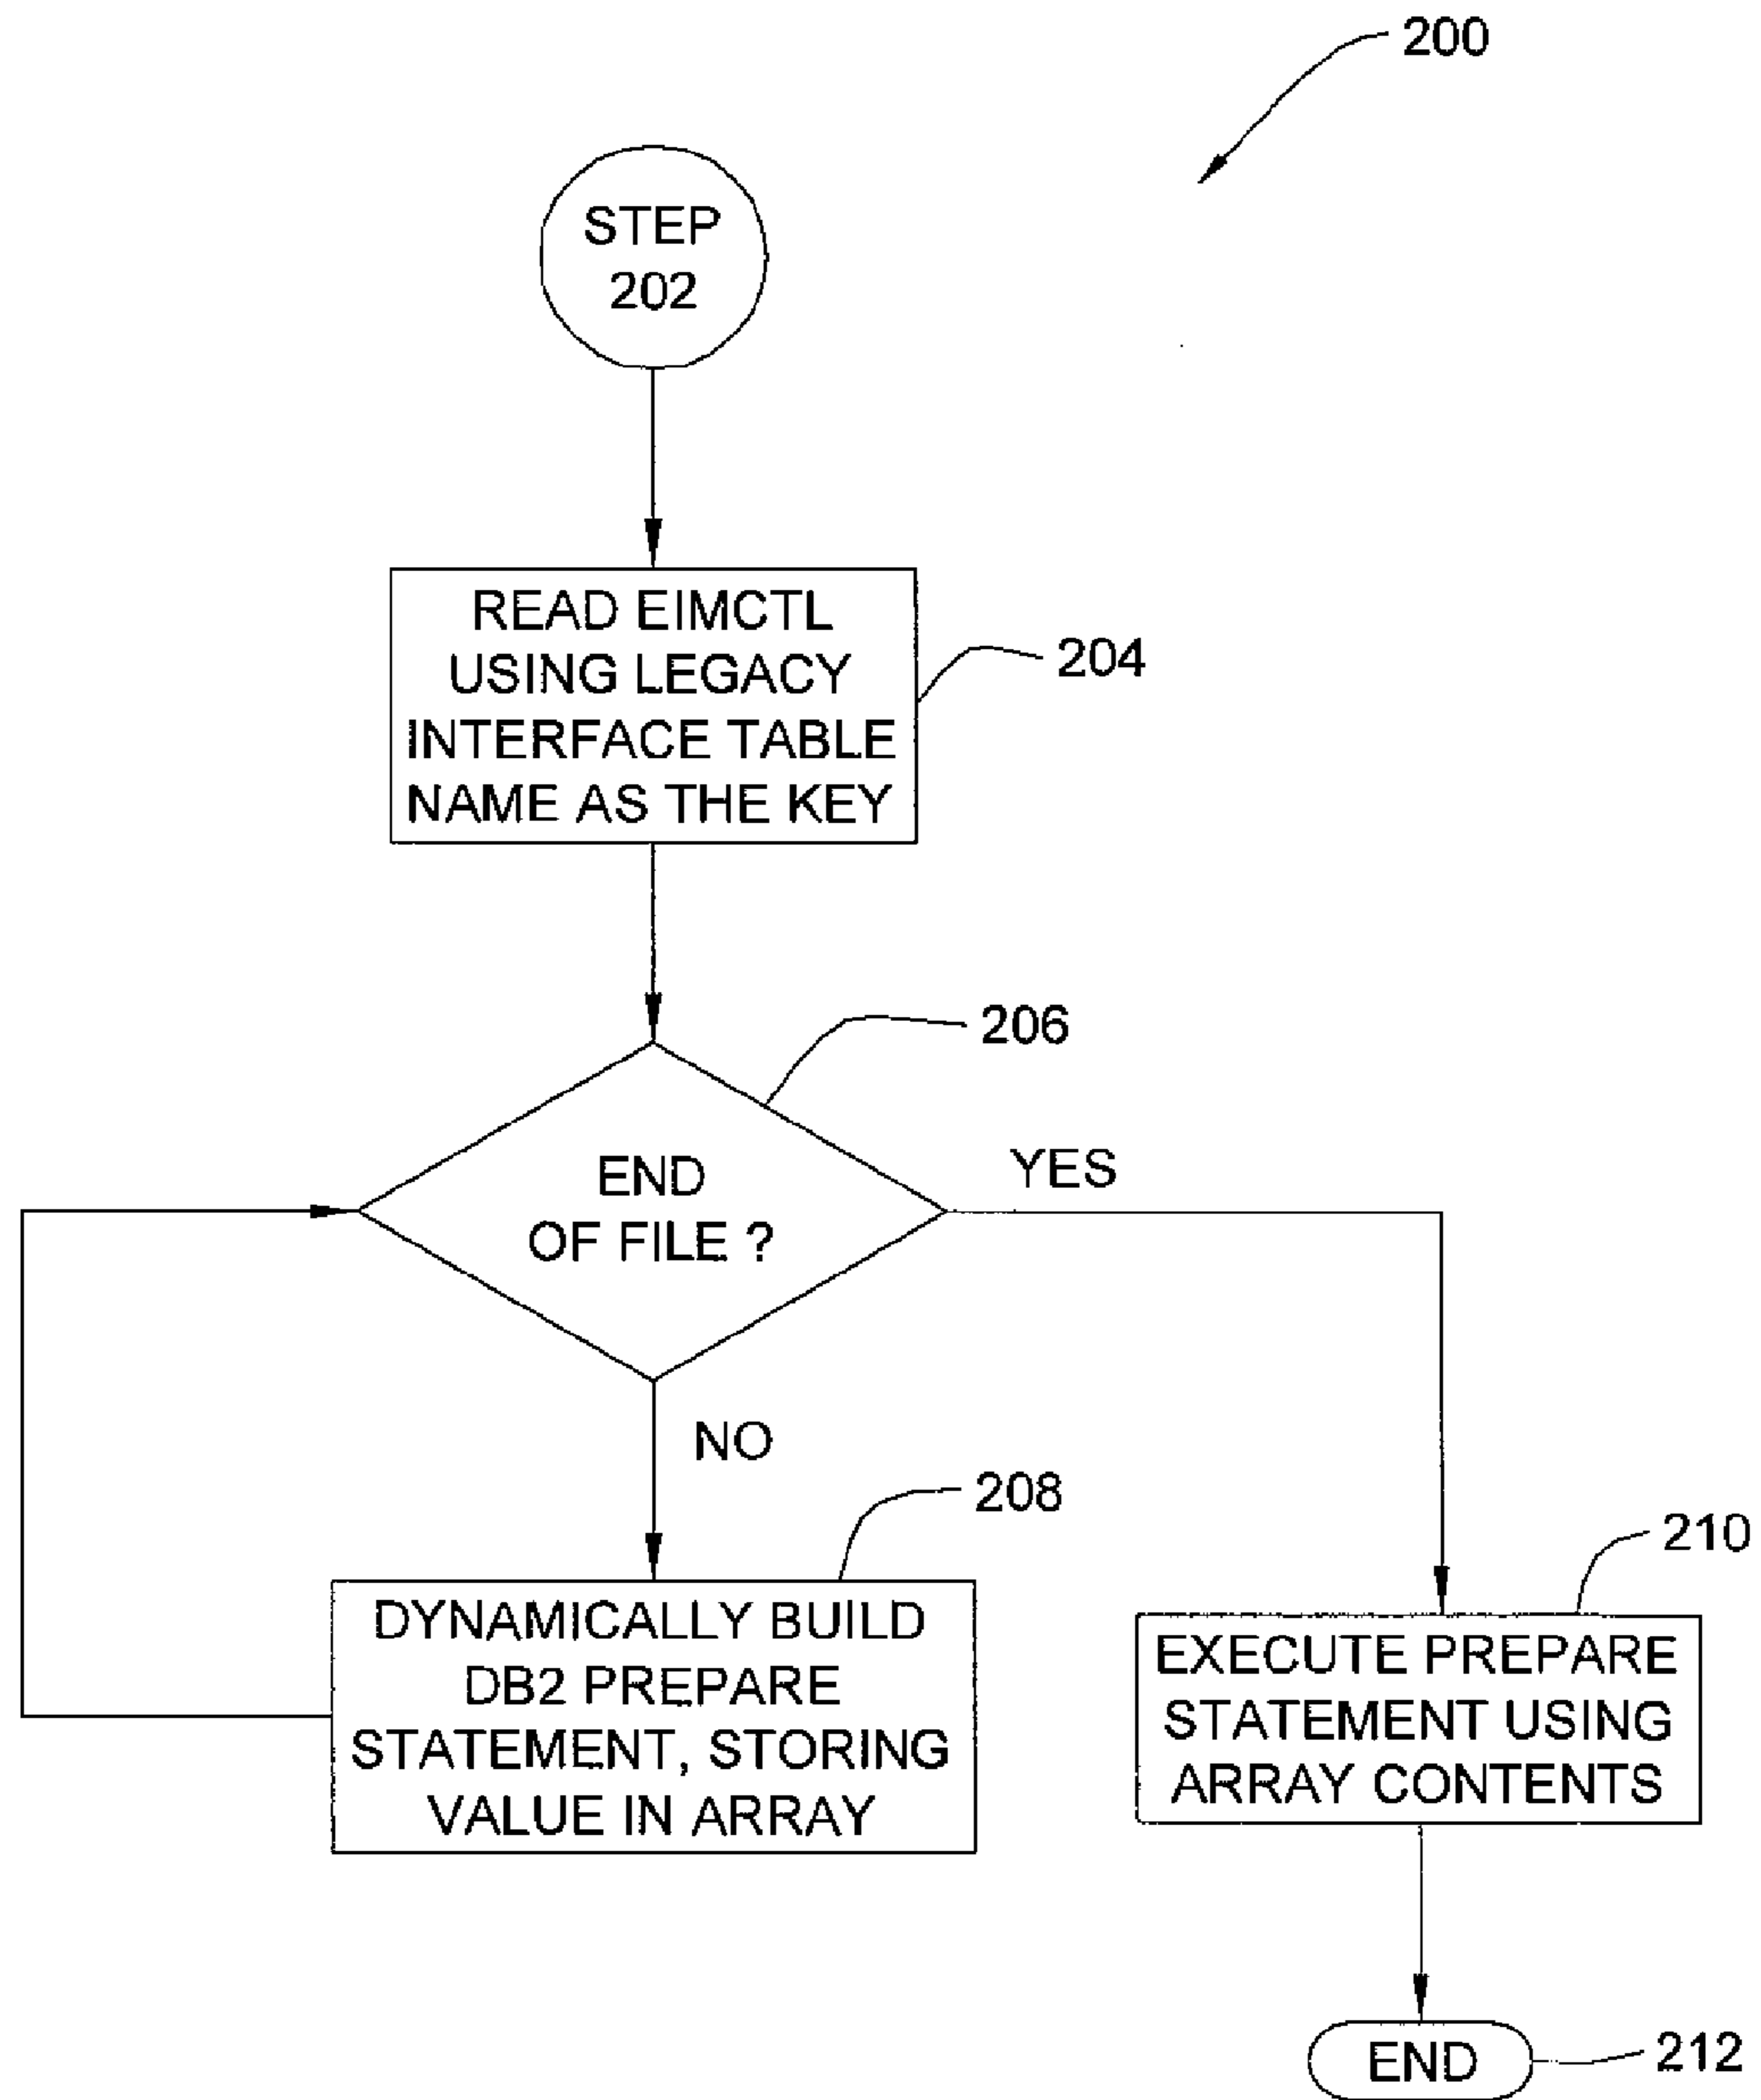 200
STEP
202
READ EIMCTL
USING LEGACY
INTERFACE TABLE
NAME AS THE KEY
204
206
END
OF FILE ?
YES
NO
208
DYNAMICALLY BUILD
DB2 PREPARE
STATEMENT, STORING
VALUE IN ARRAY
210
EXECUTE PREPARE
STATEMENT USING
ARRAY CONTENTS
END
212